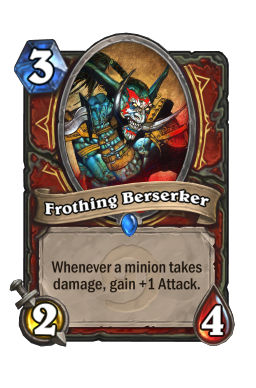 3
Frothing Berserker
Whenever a minion takes
damage, gain +1 Attack.
2
4